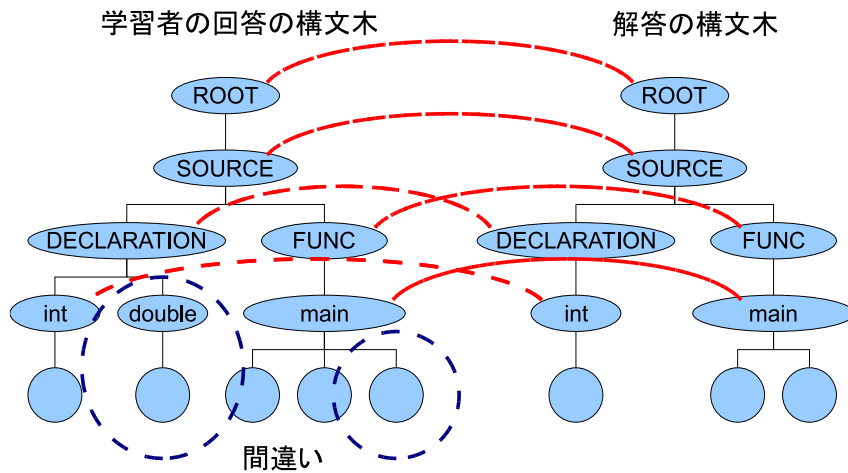 学習者の回答の構文木
解答の構文木
ROOT
ROOT
SOURCE
SOURCE
DECLARATION
FUNC
DECLARATION
FUNC
int
double
main
int
main
間違い